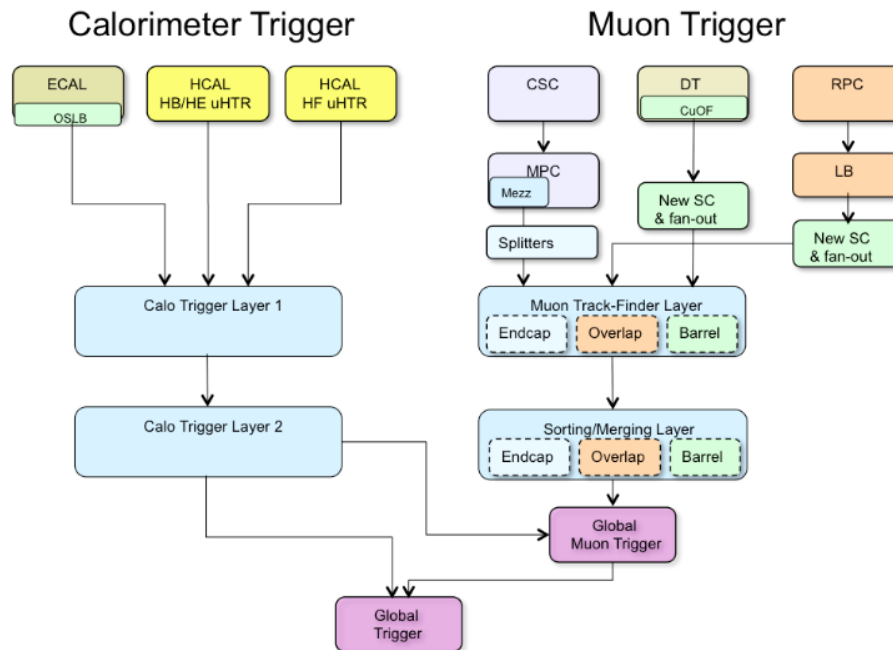 Calorimeter Trigger
Muon Trigger
ECAL
OSLB
HCAL
HB/HE uHTR
HCAL
HF uHTR
CSC
DT
CuOF
RPC
MPC
Mezz
LB
New SC
& fan-out
Splitters
New SC
& fan-out
Calo Trigger Layer 1
Muon Track-Finder Layer
Endcap
Overlap
Barrel
Calo Trigger Layer 2
Sorting/Merging Layer
Endcap
Overlap
Barrel
Global
Muon Trigger
Global
Trigger